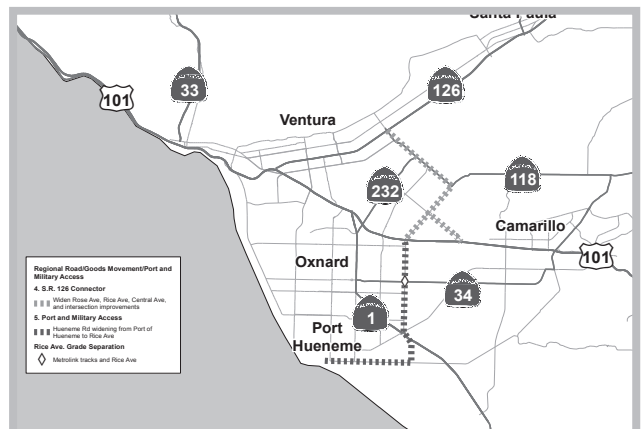 Santa Paula
33
101
126
Ventura
118
232
Camarillo
101
Oxnard
34
1
Port
Hueneme
Regional Road/Goods Movement/Port and
Military Access
4. S.R. 126 Connector
Widen Rose Ave, Rice Ave, Central Ave,
and intersection improvements
5. Port and Military Access
Hueneme Rd widening from Port of
Hueneme to Rice Ave
Rice Ave. Grade Separation
Metrolink tracks and Rice Ave